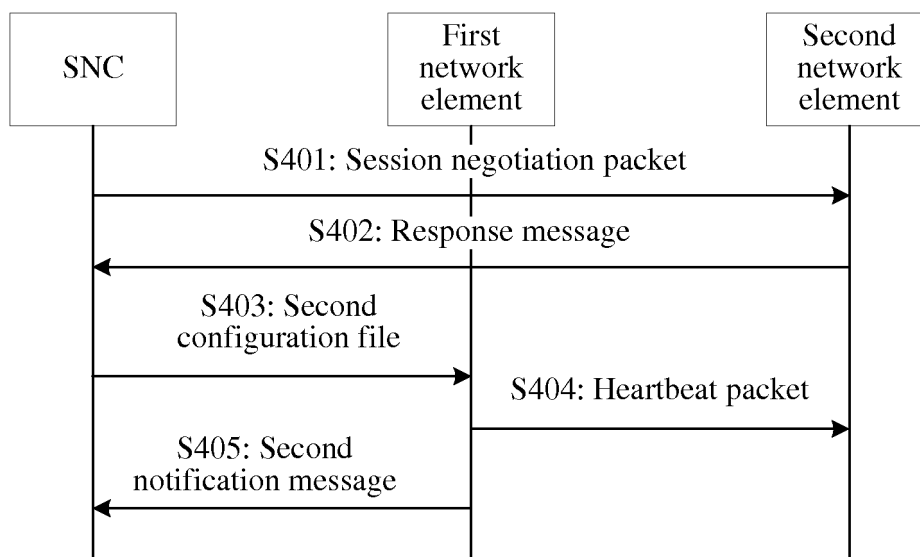 SNC
First
network
element
Second
network
element
S401: Session negotiation packet
S402: Response message
S403: Second
configuration file
S404: Heartbeat packet
S405: Second
notification message